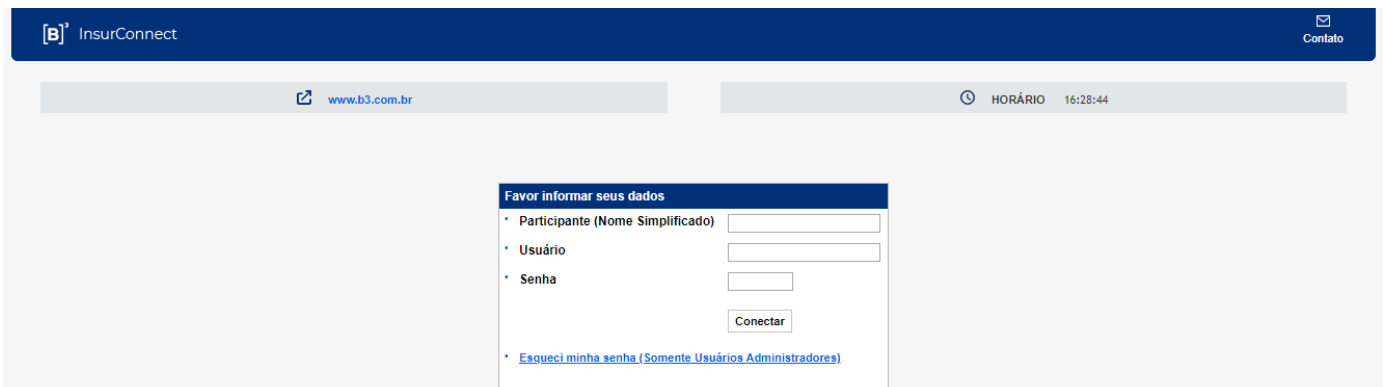 [B]³ InsurConnect
Contato
www.b3.com.br
HORÁRIO 16:28:44
Favor informar seus dados
Participante (Nome Simplificado)
Usuário
Senha
Conectar
Esqueci minha senha (Somente Usuários Administradores)